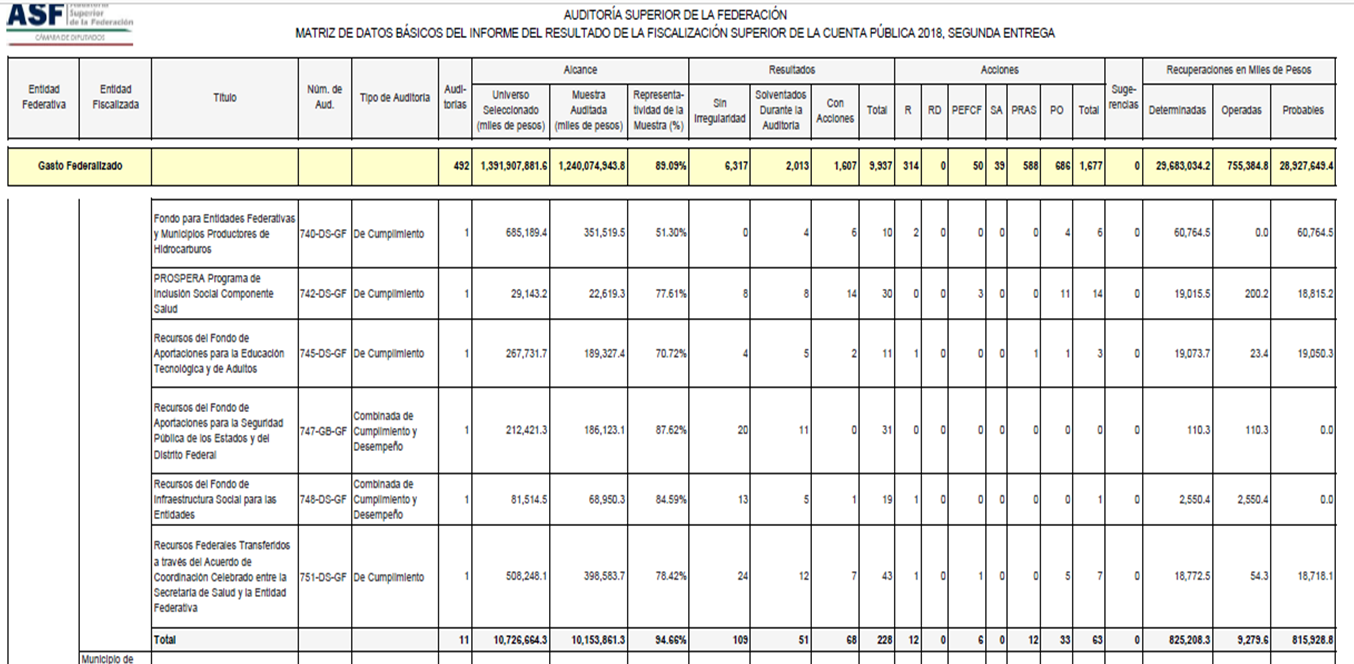 ASF Auditoría
Superior
de la Federación
CÁMARA DE DIPUTADOS
AUDITORÍA SUPERIOR DE LA FEDERACIÓN
MATRIZ DE DATOS BÁSICOS DEL INFORME DEL RESULTADO DE LA FISCALIZACIÓN SUPERIOR DE LA CUENTA PÚBLICA 2018, SEGUNDA ENTREGA
Entidad Federativa Entidad Fiscalizada Título Núm. de Aud. Tipo de Auditoría Audi-torías Alcance Resultados Acciones Suge-rencias Recuperaciones en Miles de Pesos
Universo Seleccionado (miles de pesos) Muestra Auditada (miles de pesos) Representa-tividad de la Muestra (%) Sin Irregularidad Solventados Durante la Auditoría Con Acciones Total R RD PEFCF SA PRAS PO Total Determinadas Operadas Probables
Gasto Federalizado 492 1,391,907,881.6 1,240,074,943.8 89.09% 6,317 2,013 1,607 9,937 314 0 50 39 588 686 1,677 0 29,683,034.2 755,384.8 28,927,649.4
Fondo para Entidades Federativas
y Municipios Productores de
Hidrocarburos
740-DS-GF De Cumplimiento 1 685,189.4 351,519.5 51.30% 0 4 6 10 2 0 0 0 0 4 6 0 60,764.5 0.0 60,764.5
PROSPERA Programa de
Inclusión Social Componente
Salud
742-DS-GF De Cumplimiento 1 29,143.2 22,619.3 77.61% 8 8 14 30 0 0 3 0 0 11 14 0 19,015.5 200.2 18,815.2
Recursos del Fondo de
Aportaciones para la Educación
Tecnológica y de Adultos
745-DS-GF De Cumplimiento 1 267,731.7 189,327.4 70.72% 4 5 2 11 1 0 0 0 1 1 3 0 19,073.7 23.4 19,050.3
Recursos del Fondo de
Aportaciones para la Seguridad
Pública de los Estados y del
Distrito Federal
747-GB-GF Combinada de
Cumplimiento y
Desempeño
1 212,421.3 186,123.1 87.62% 20 11 0 31 0 0 0 0 0 0 0 0 110.3 110.3 0.0
Recursos del Fondo de
Infraestructura Social para las
Entidades
748-DS-GF Combinada de
Cumplimiento y
Desempeño
1 81,514.5 68,950.3 84.59% 13 5 1 19 1 0 0 0 0 0 1 0 2,550.4 2,550.4 0.0
Recursos Federales Transferidos
a través del Acuerdo de
Coordinación Celebrado entre la
Secretaría de Salud y la Entidad
Federativa
751-DS-GF De Cumplimiento 1 508,248.1 398,583.7 78.42% 24 12 7 43 1 0 1 0 0 5 7 0 18,772.5 54.3 18,718.1
Total 11 10,726,664.3 10,153,861.3 94.66% 109 51 68 228 12 0 6 0 12 33 63 0 825,208.3 9,279.6 815,928.8
Municipio de